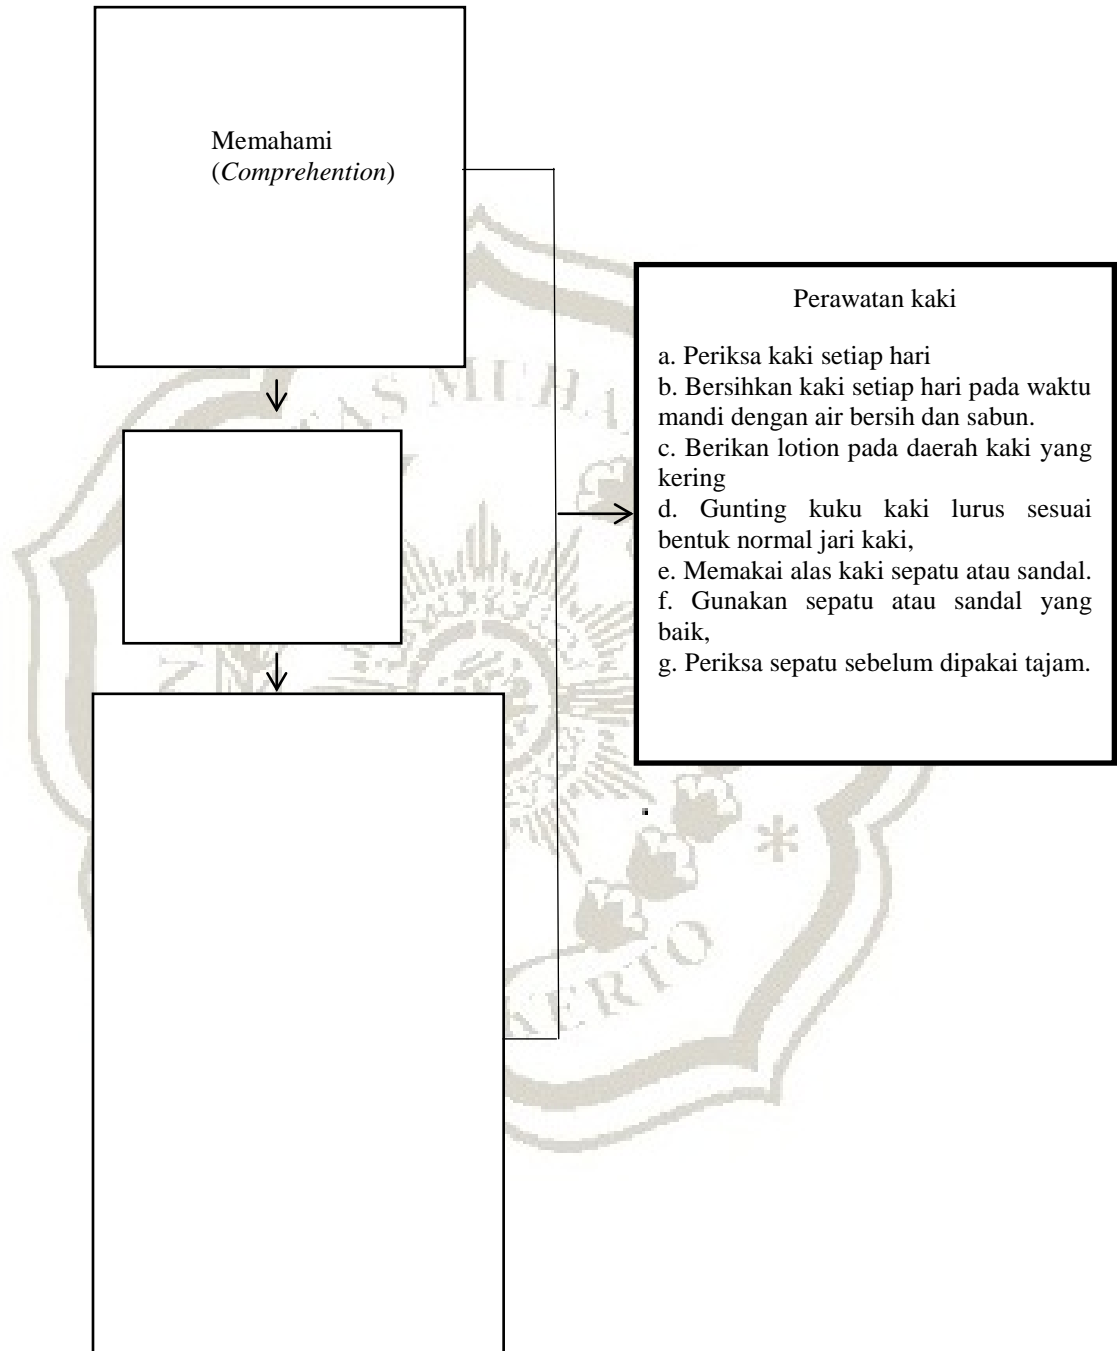 Memahami
(Comprehention)
Perawatan kaki
a. Periksa kaki setiap hari
b. Bersihkan kaki setiap hari pada waktu
mandi dengan air bersih dan sabun.
c. Berikan lotion pada daerah kaki yang
kering
d. Gunting kuku kaki lurus sesuai
bentuk normal jari kaki,
e. Memakai alas kaki sepatu atau sandal.
f. Gunakan sepatu atau sandal yang
baik,
g. Periksa sepatu sebelum dipakai tajam.